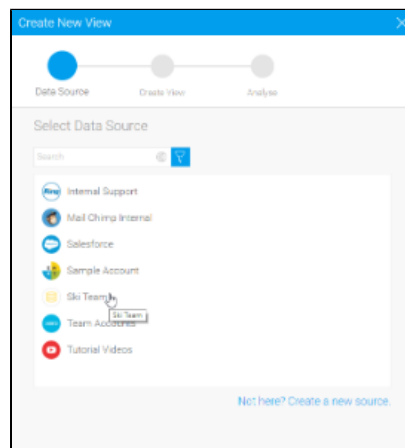 Create New View
Data Source
Create View
Analyse
Select Data Source
Search
Internal Support
Mail Chimp Internal
Salesforce
Sample Account
Ski Team
Ski Team
Team Accounts
Tutorial Videos
Not here? Create a new source.